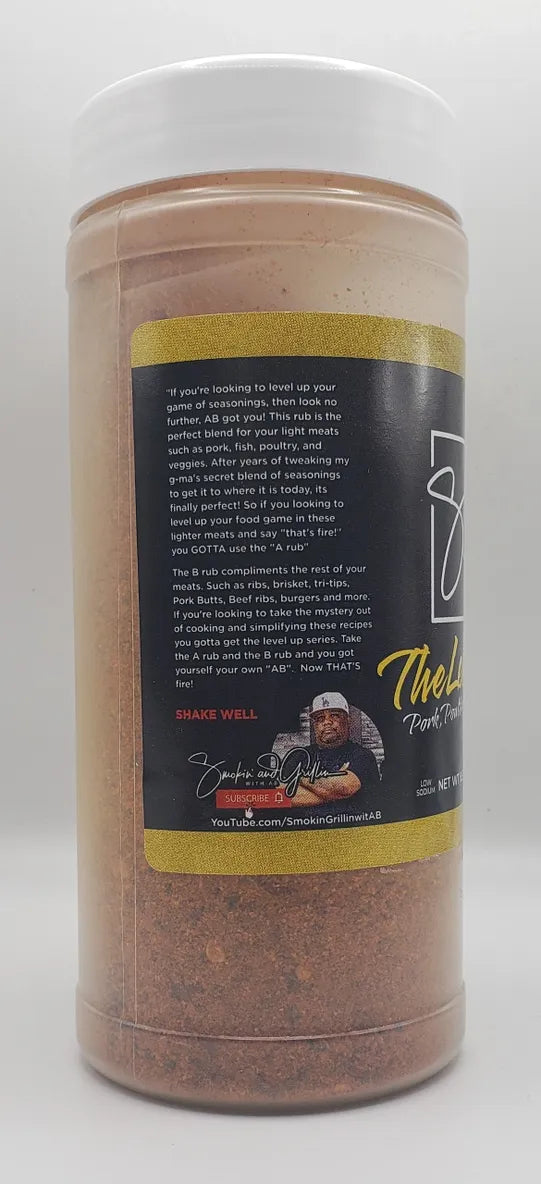 "If you're looking to level up your
game of seasonings, then look no
further, AB got you! This rub is the
perfect blend for your light meats
such as pork, fish, poultry, and
veggies. After years of tweaking my
g-ma's secret blend of seasonings
to get it to where it is today, its
finally perfect! So if you looking to
level up your food game in these
lighter meats and say "that's fire!"
you GOTTA use the "A rub"
The B rub compliments the rest of your
meats. Such as ribs, brisket, tri-tips,
Pork Butts, Beef ribs, burgers and more.
If you're looking to take the mystery out
of cooking and simplifying these recipes
you gotta get the level up series. Take
the A rub and the B rub and you got
yourself your own "AB". Now THAT'S
fire!
SHAKE WELL
Smokin' and Grillin
WITH AB
SUBSCRIBE
YouTube.com/SmokinGrillinwitAB
The
Pork,
LOW
SODIUM
NET WT